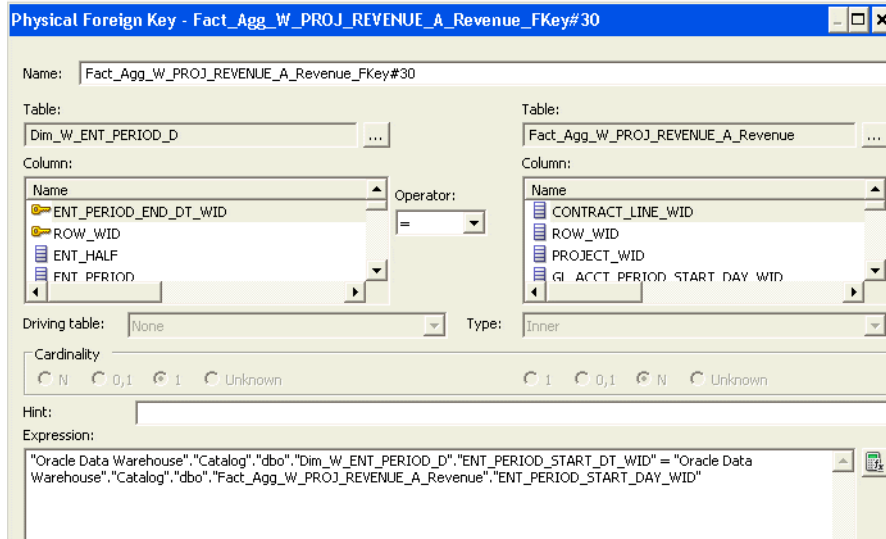 Physical Foreign Key - Fact_Agg_W_PROJ_REVENUE_A_Revenue_FKey#30
Name: Fact_Agg_W_PROJ_REVENUE_A_Revenue_FKey#30
Table: Table:
Dim_W_ENT_PERIOD_D ... Fact_Agg_W_PROJ_REVENUE_A_Revenue ...
Column: Column:
Name Operator: Name
ENT_PERIOD_END_DT_WID = CONTRACT_LINE_WID
ROW_WID ROW_WID
ENT_HALF PROJECT_WID
ENT_PERIOD GL_ACCT_PERIOD_START_DAY_WID
Driving table: None Type: Inner
Cardinality
N 0,1 1 Unknown 1 0,1 N Unknown
Hint:
Expression:
"Oracle Data Warehouse"."Catalog"."dbo"."Dim_W_ENT_PERIOD_D"."ENT_PERIOD_START_DT_WID" = "Oracle Data
Warehouse"."Catalog"."dbo"."Fact_Agg_W_PROJ_REVENUE_A_Revenue"."ENT_PERIOD_START_DAY_WID"